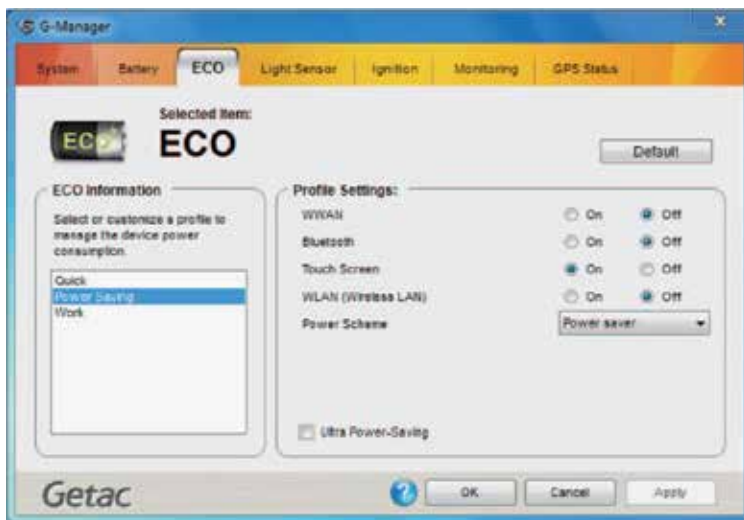 G-Manager
System Battery ECO Light Sensor Ignition Monitoring GPS Status
Selected Item:
ECO
ECO
Default
ECO Information
Select or customize a profile to
manage the device power
consumption.
Quick
Power Saving
Work
Profile Settings:
WWAN On Off
Bluetooth On Off
Touch Screen On Off
WLAN (Wireless LAN) On Off
Power Scheme Power saver
Ultra Power-Saving
Getac
? OK Cancel Apply